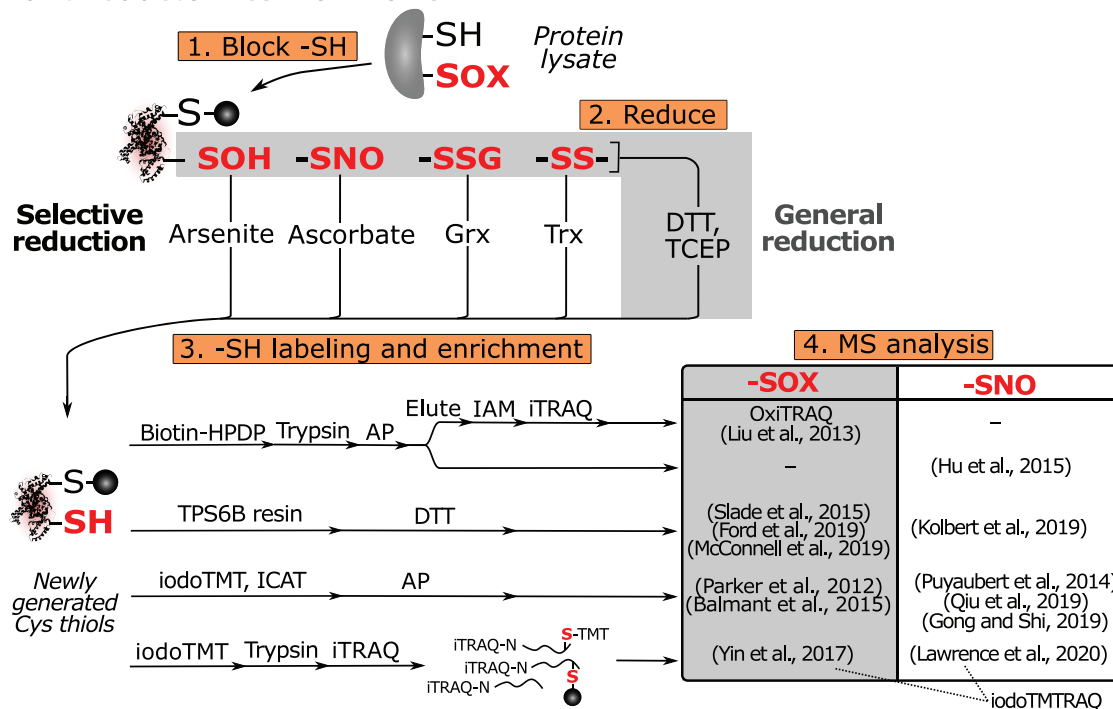 1. Block -SH
-SH
-SOX
Protein
lysate
S
2. Reduce
SOH -SNO -SSG -SS-
Selective
reduction
Arsenite Ascorbate Grx Trx
DTT,
TCEP
General
reduction
3. -SH labeling and enrichment
4. MS analysis
-SOX -SNO
Biotin-HPDP Trypsin AP
Elute IAM iTRAQ
OxiTRAQ
(Liu et al., 2013)
–
–
(Hu et al., 2015)
-S
-SH
TPS6B resin DTT
(Slade et al., 2015)
(Ford et al., 2019)
(McConnell et al., 2019)
(Kolbert et al., 2019)
Newly
generated
Cys thiols
iodoTMT, ICAT AP
(Parker et al., 2012)
(Balmant et al., 2015)
(Puyaubert et al., 2014)
(Qiu et al., 2019)
(Gong and Shi, 2019)
iodoTMT Trypsin iTRAQ
S-TMT
iTRAQ-N
iTRAQ-N
S
iTRAQ-N
(Yin et al., 2017)
(Lawrence et al., 2020)
iodoTMTRAQ